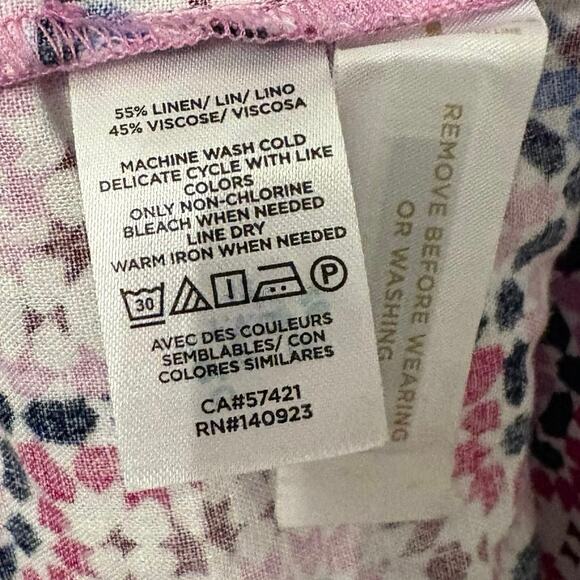 55% LINEN/ LIN/ LINO
45% VISCOSE/ VISCOSA
MACHINE WASH COLD
DELICATE CYCLE WITH LIKE
COLORS
ONLY NON-CHLORINE
BLEACH WHEN NEEDED
LINE DRY
WARM IRON WHEN NEEDED
30 P
AVEC DES COULEURS
SEMBLABLES/ CON
COLORES SIMILARES
CA#57421
RN#140923
REMOVE BEFORE WEARING
OR WASHING
LINE